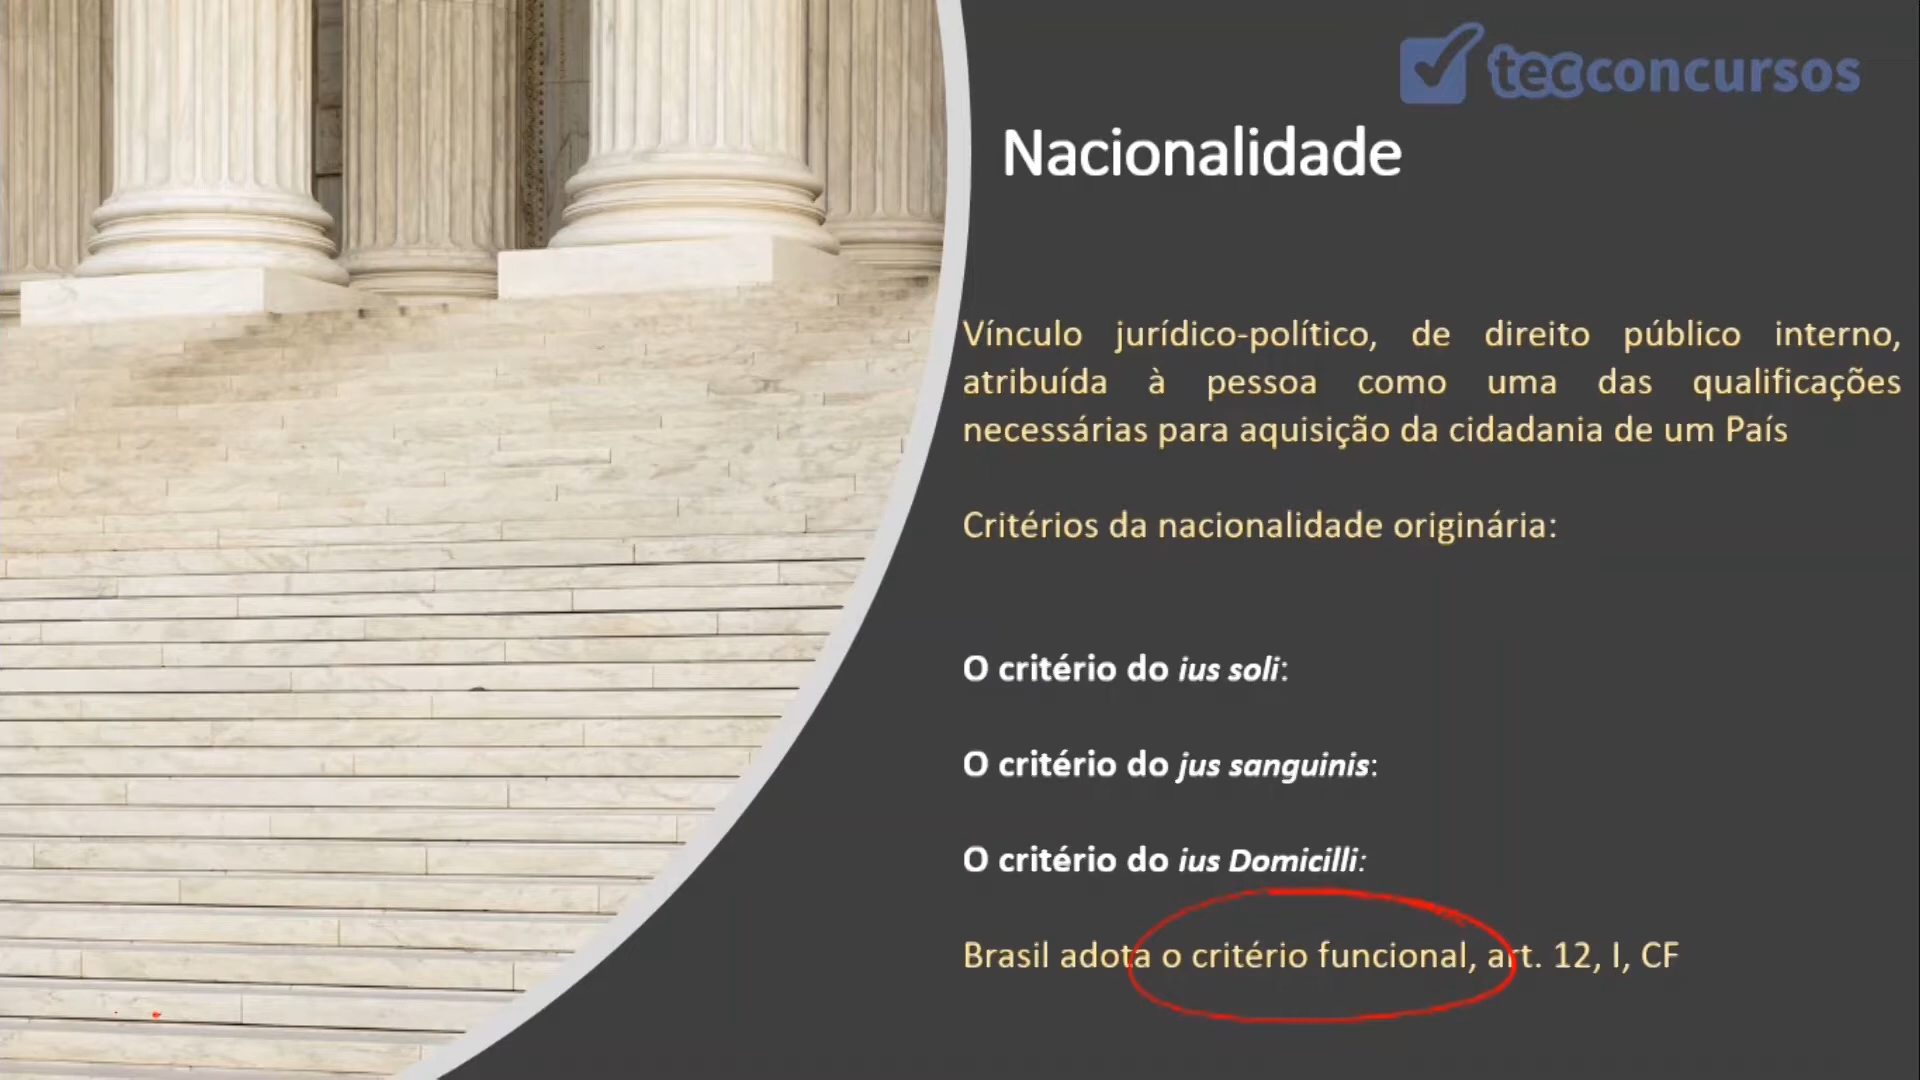 tecconcursos
Nacionalidade
Vínculo jurídico-político, de direito público interno,
atribuída à pessoa como uma das qualificações
necessárias para aquisição da cidadania de um País
Critérios da nacionalidade originária:
O critério do ius soli:
O critério do jus sanguinis:
O critério do ius Domicilli:
Brasil adota o critério funcional, art. 12, I, CF